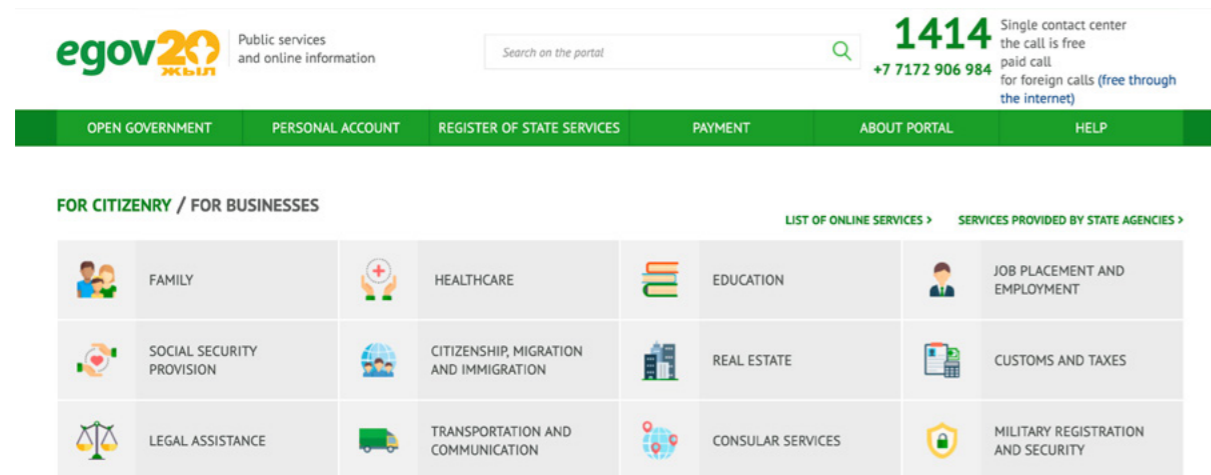 egov20
ЖЫЛ
Public services
and online information
Search on the portal
1414
+7 7172 906 984
Single contact center
the call is free
paid call
for foreign calls (free through
the internet)
OPEN GOVERNMENT
PERSONAL ACCOUNT
REGISTER OF STATE SERVICES
PAYMENT
ABOUT PORTAL
HELP
FOR CITIZENRY / FOR BUSINESSES
LIST OF ONLINE SERVICES >
SERVICES PROVIDED BY STATE AGENCIES >
FAMILY
HEALTHCARE
EDUCATION
JOB PLACEMENT AND
EMPLOYMENT
SOCIAL SECURITY
PROVISION
CITIZENSHIP, MIGRATION
AND IMMIGRATION
REAL ESTATE
CUSTOMS AND TAXES
LEGAL ASSISTANCE
TRANSPORTATION AND
COMMUNICATION
CONSULAR SERVICES
MILITARY REGISTRATION
AND SECURITY